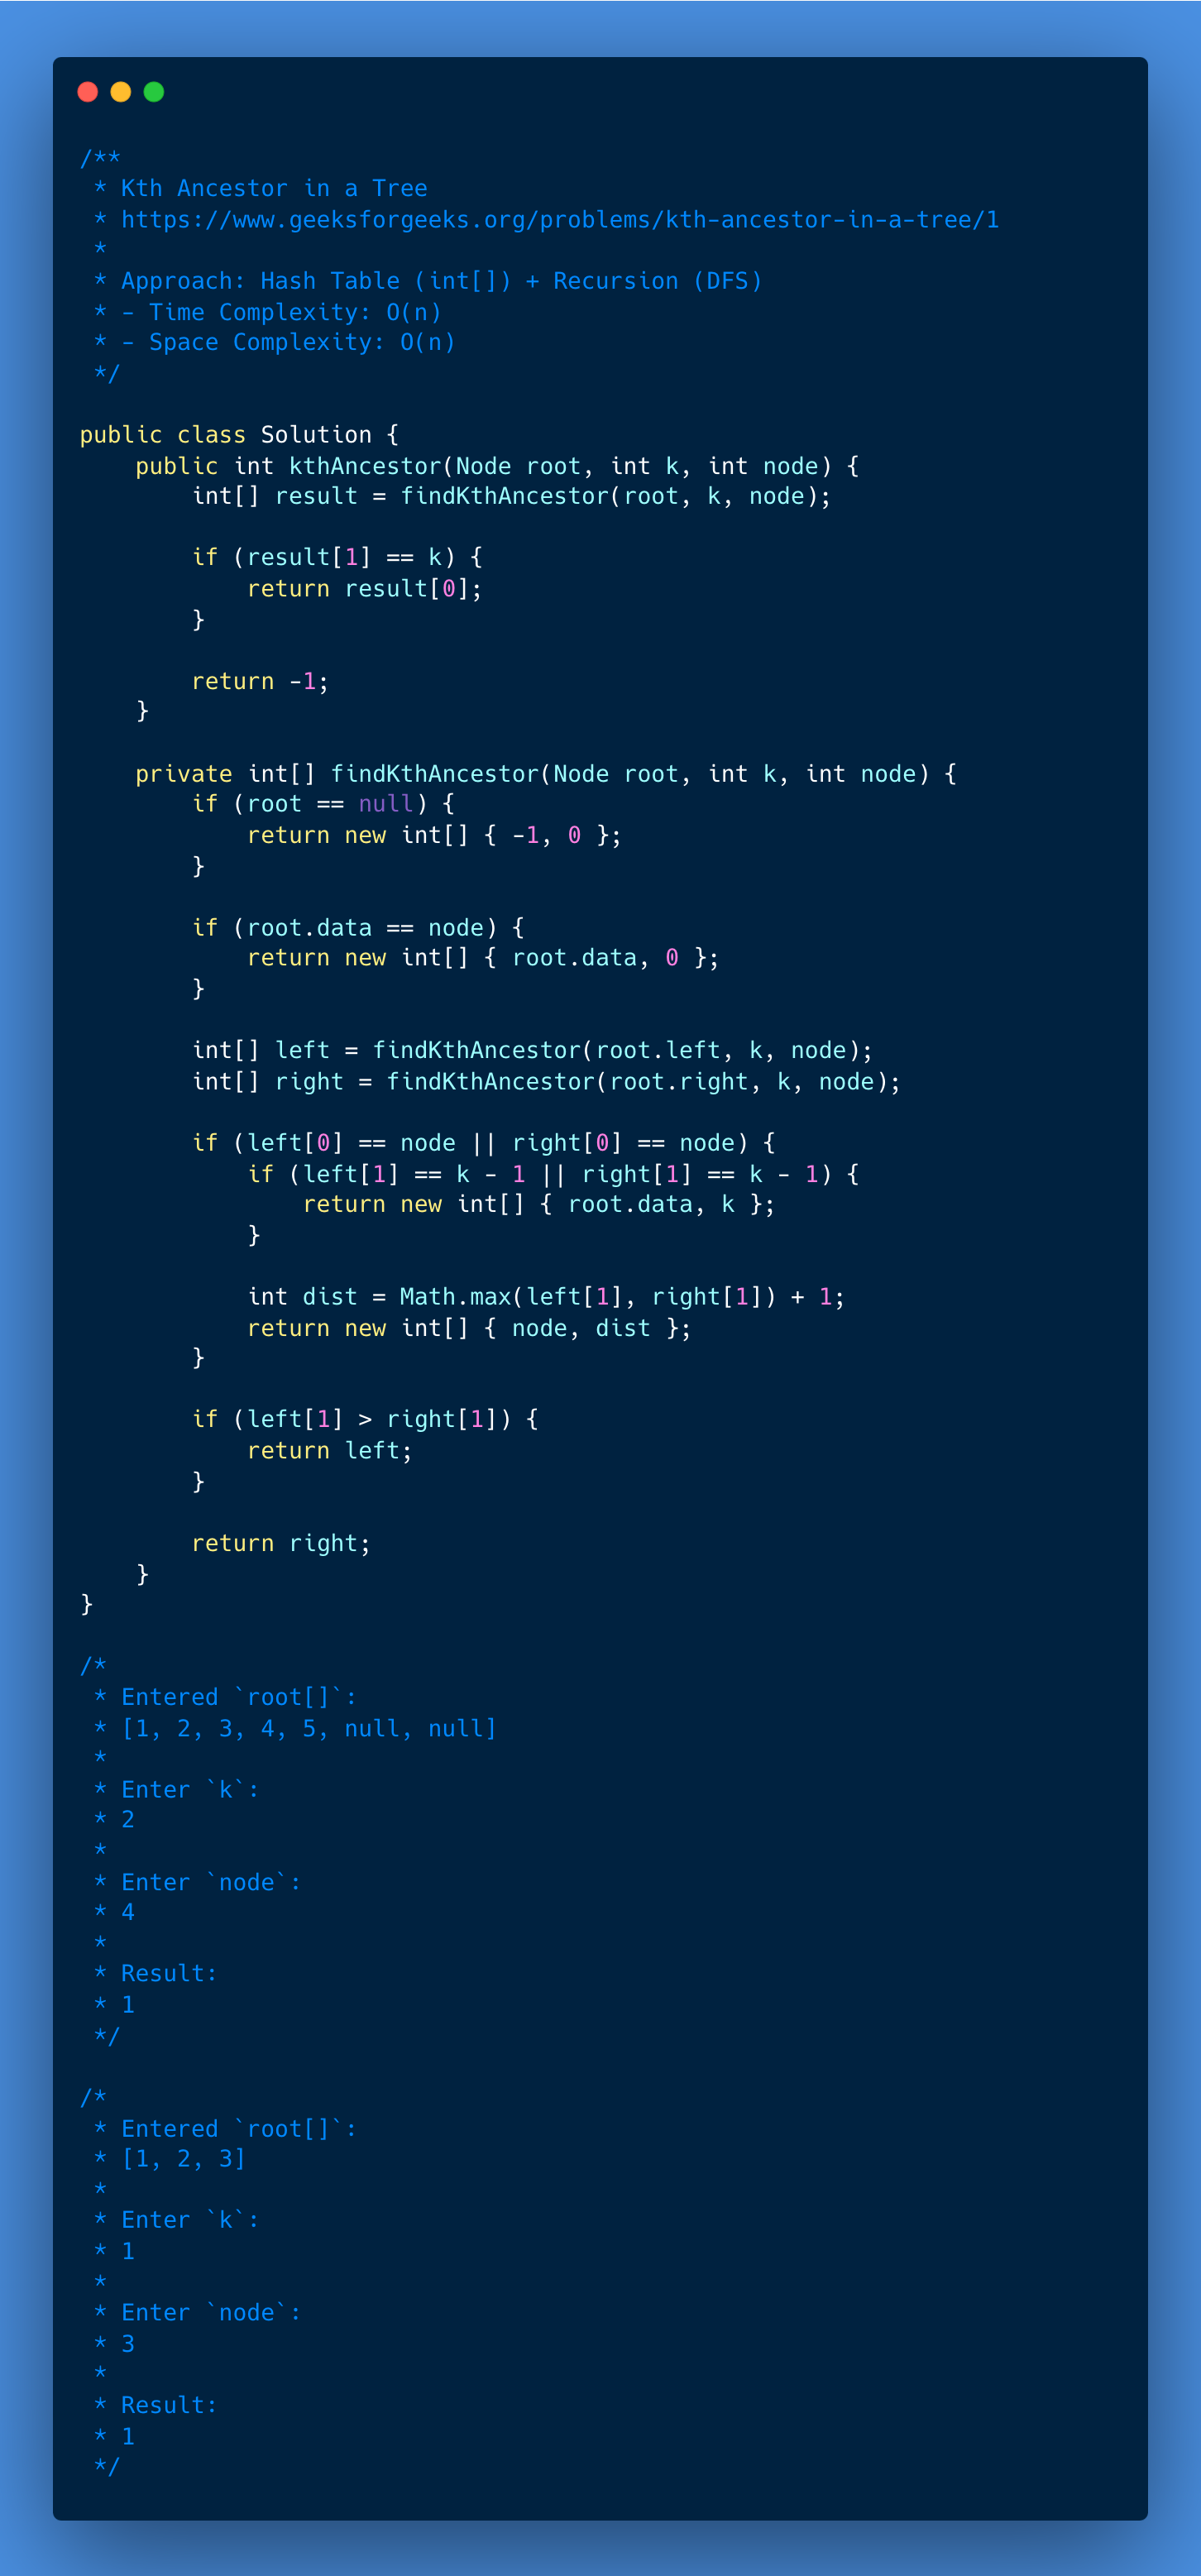 /**
 * Kth Ancestor in a Tree
 * https://www.geeksforgeeks.org/problems/kth-ancestor-in-a-tree/1
 *
 * Approach: Hash Table (int[]) + Recursion (DFS)
 * - Time Complexity: O(n)
 * - Space Complexity: O(n)
 */

public class Solution {
    public int kthAncestor(Node root, int k, int node) {
        int[] result = findKthAncestor(root, k, node);

        if (result[1] == k) {
            return result[0];
        }

        return -1;
    }

    private int[] findKthAncestor(Node root, int k, int node) {
        if (root == null) {
            return new int[] { -1, 0 };
        }

        if (root.data == node) {
            return new int[] { root.data, 0 };
        }

        int[] left = findKthAncestor(root.left, k, node);
        int[] right = findKthAncestor(root.right, k, node);

        if (left[0] == node || right[0] == node) {
            if (left[1] == k - 1 || right[1] == k - 1) {
                return new int[] { root.data, k };
            }

            int dist = Math.max(left[1], right[1]) + 1;
            return new int[] { node, dist };
        }

        if (left[1] > right[1]) {
            return left;
        }

        return right;
    }
}

/*
 * Entered `root[]`:
 * [1, 2, 3, 4, 5, null, null]
 *
 * Enter `k`:
 * 2
 *
 * Enter `node`:
 * 4
 *
 * Result:
 * 1
 */

/*
 * Entered `root[]`:
 * [1, 2, 3]
 *
 * Enter `k`:
 * 1
 *
 * Enter `node`:
 * 3
 *
 * Result:
 * 1
 */